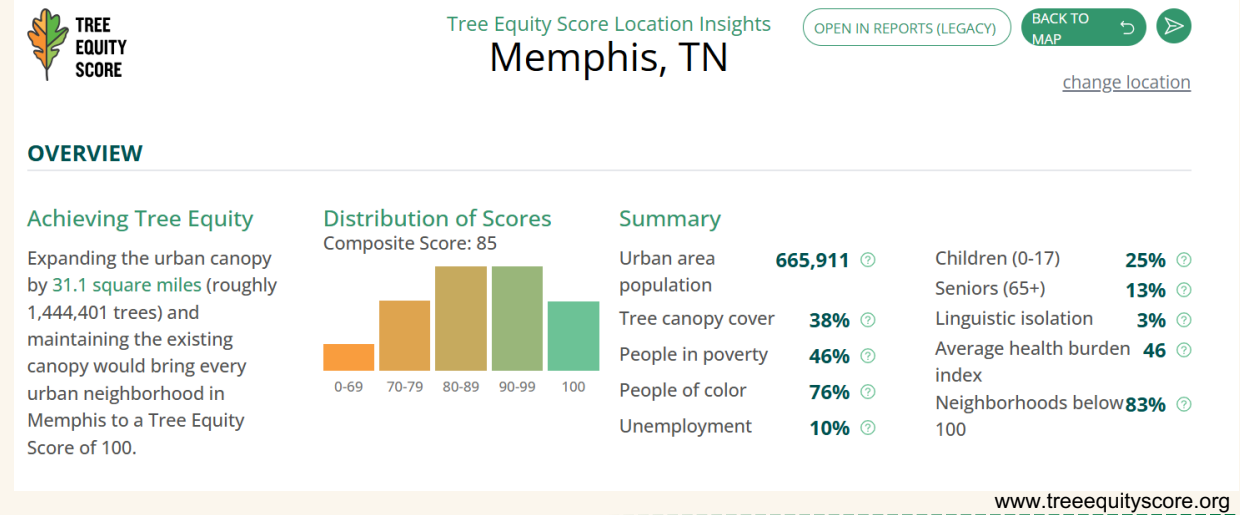 TREE
EQUITY
SCORE
Tree Equity Score Location Insights
Memphis, TN
OPEN IN REPORTS (LEGACY)
BACK TO
MAP
change location
OVERVIEW
Achieving Tree Equity
Expanding the urban canopy
by 31.1 square miles (roughly
1,444,401 trees) and
maintaining the existing
canopy would bring every
urban neighborhood in
Memphis to a Tree Equity
Score of 100.
Distribution of Scores
Composite Score: 85
0-69 70-79 80-89 90-99 100
Summary
Urban area 665,911 ?
population
Tree canopy cover 38% ?
People in poverty 46% ?
People of color 76% ?
Unemployment 10% ?
Children (0-17) 25% ?
Seniors (65+) 13% ?
Linguistic isolation 3% ?
Average health burden 46 ?
index
Neighborhoods below 83% ?
100
www.treeequityscore.org